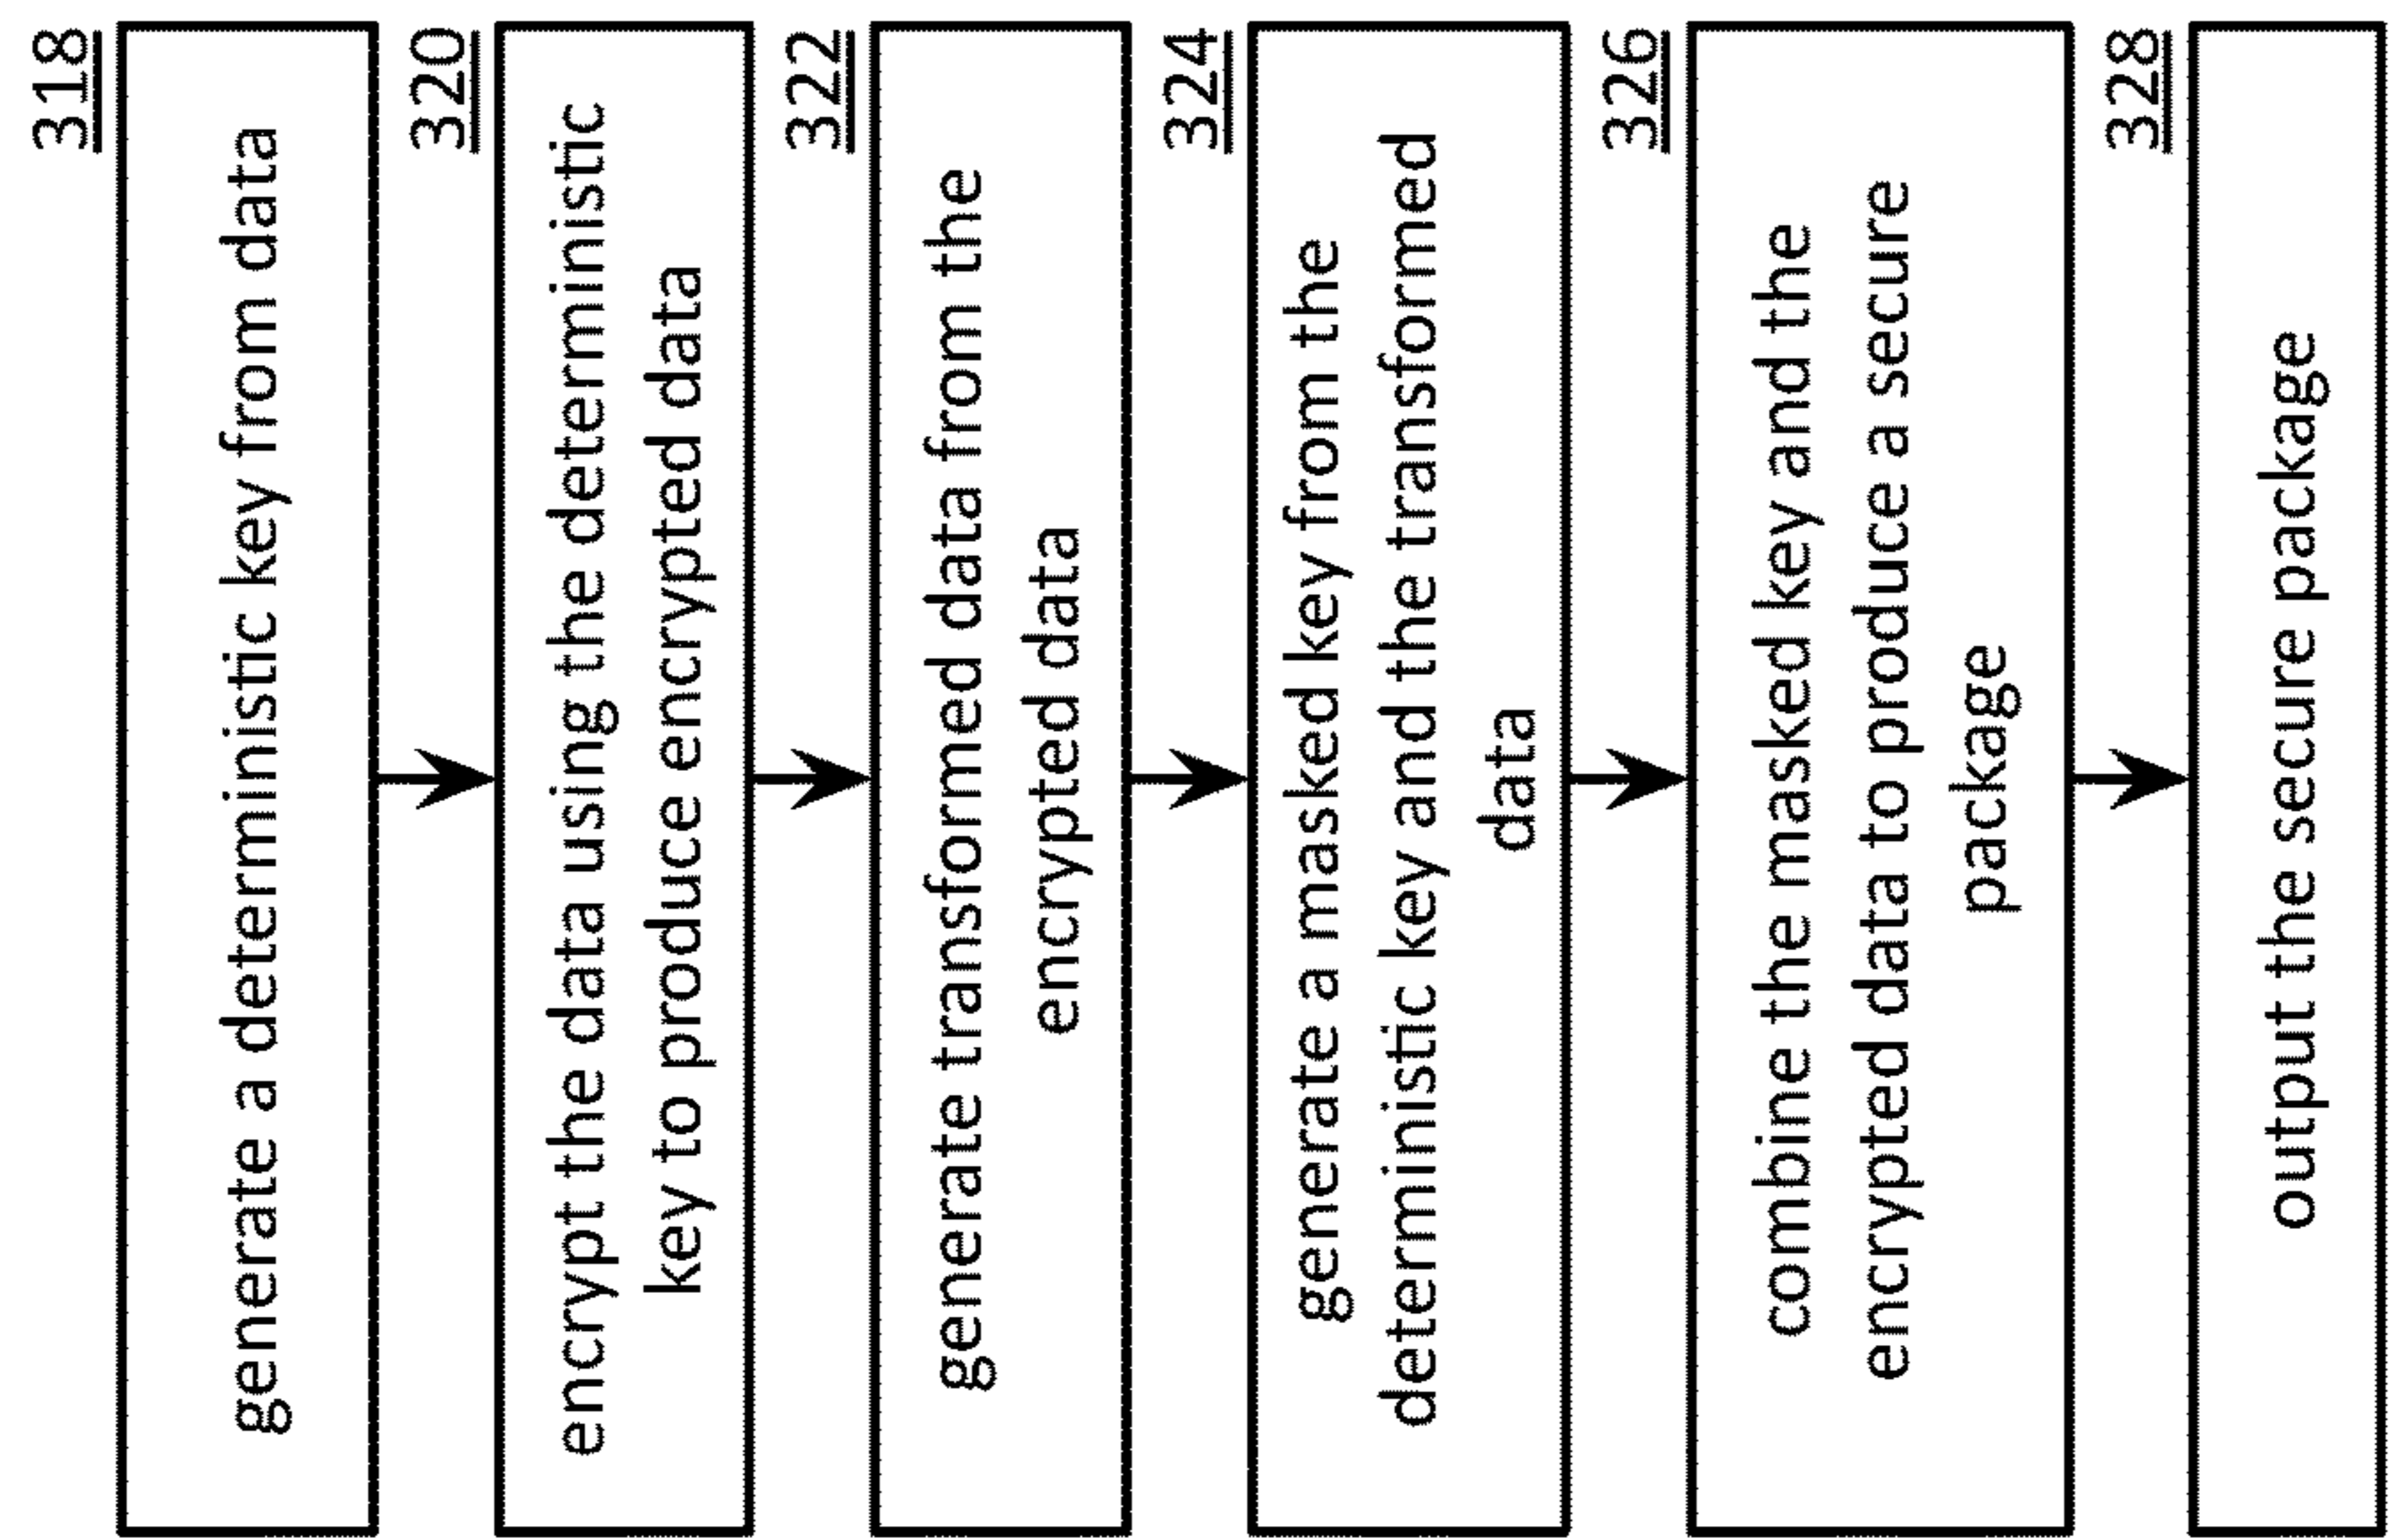 318
generate a deterministic key from data
320
encrypt the data using the deterministic
key to produce encrypted data
322
generate transformed data from the
encrypted data
324
generate a masked key from the
deterministic key and the transformed
data
326
combine the masked key and the
encrypted data to produce a secure
package
328
output the secure package